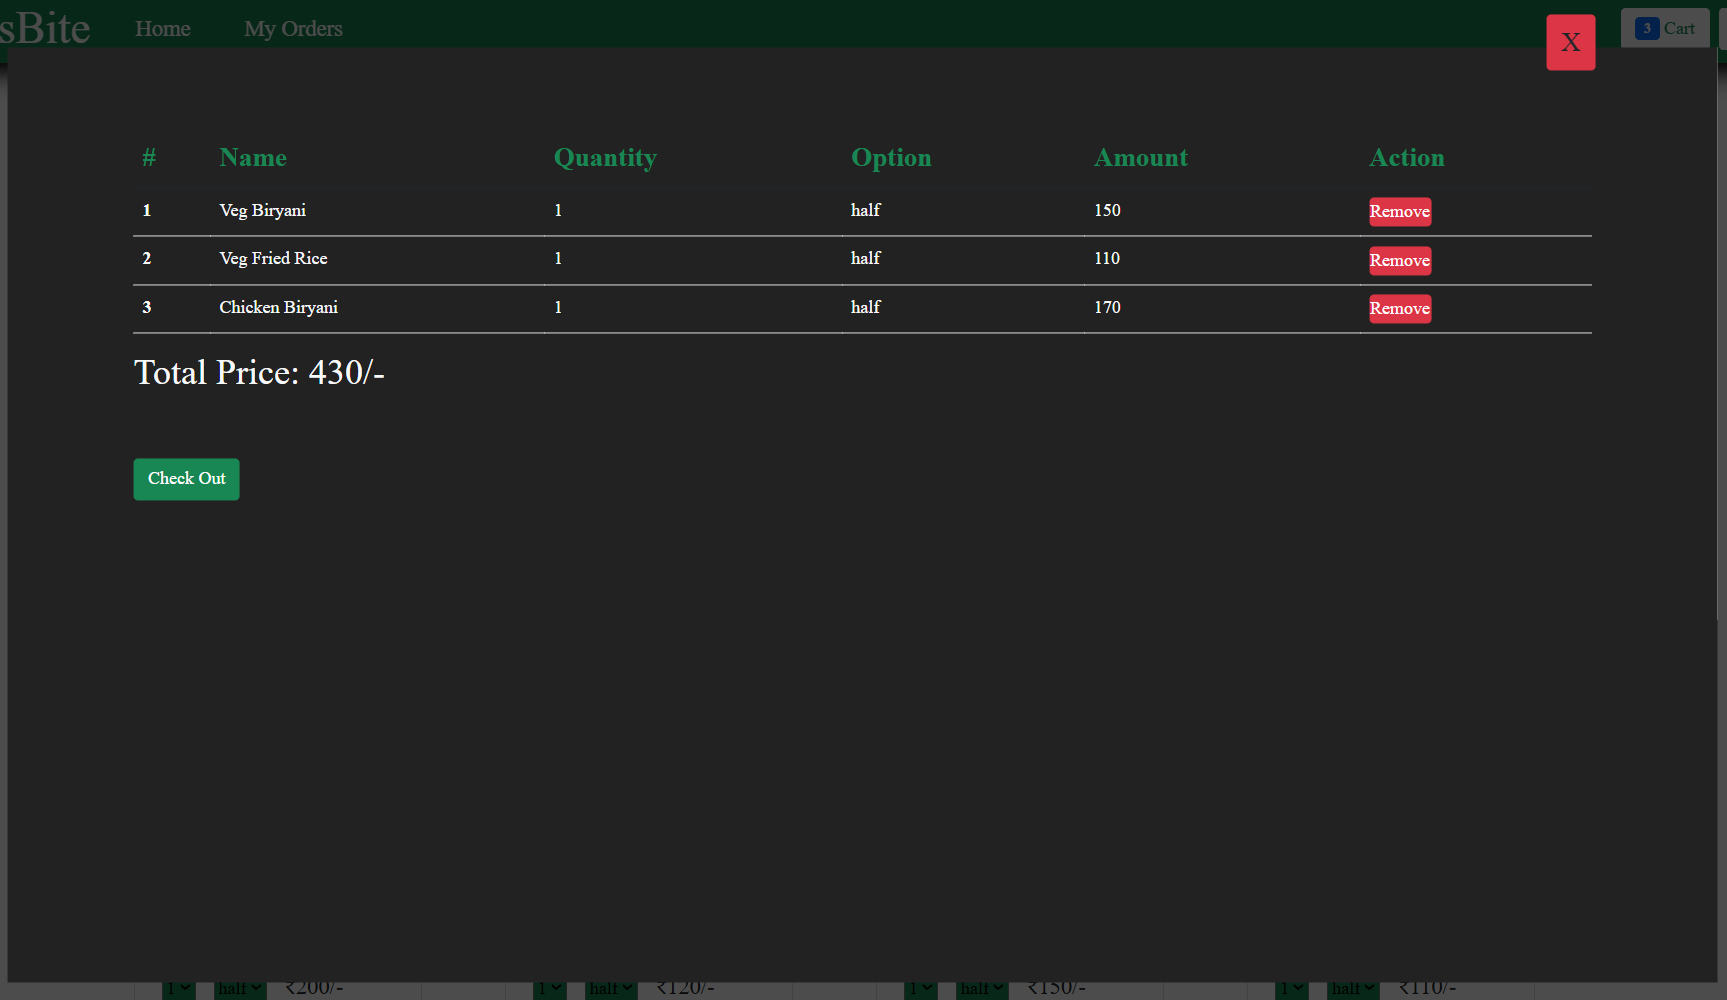 sBite Home My Orders 3 Cart
X
# Name Quantity Option Amount Action
1 Veg Biryani 1 half 150 Remove
2 Veg Fried Rice 1 half 110 Remove
3 Chicken Biryani 1 half 170 Remove
Total Price: 430/-
Check Out
1 half ₹200/- 1 half ₹120/- 1 half ₹150/- 1 half ₹110/-